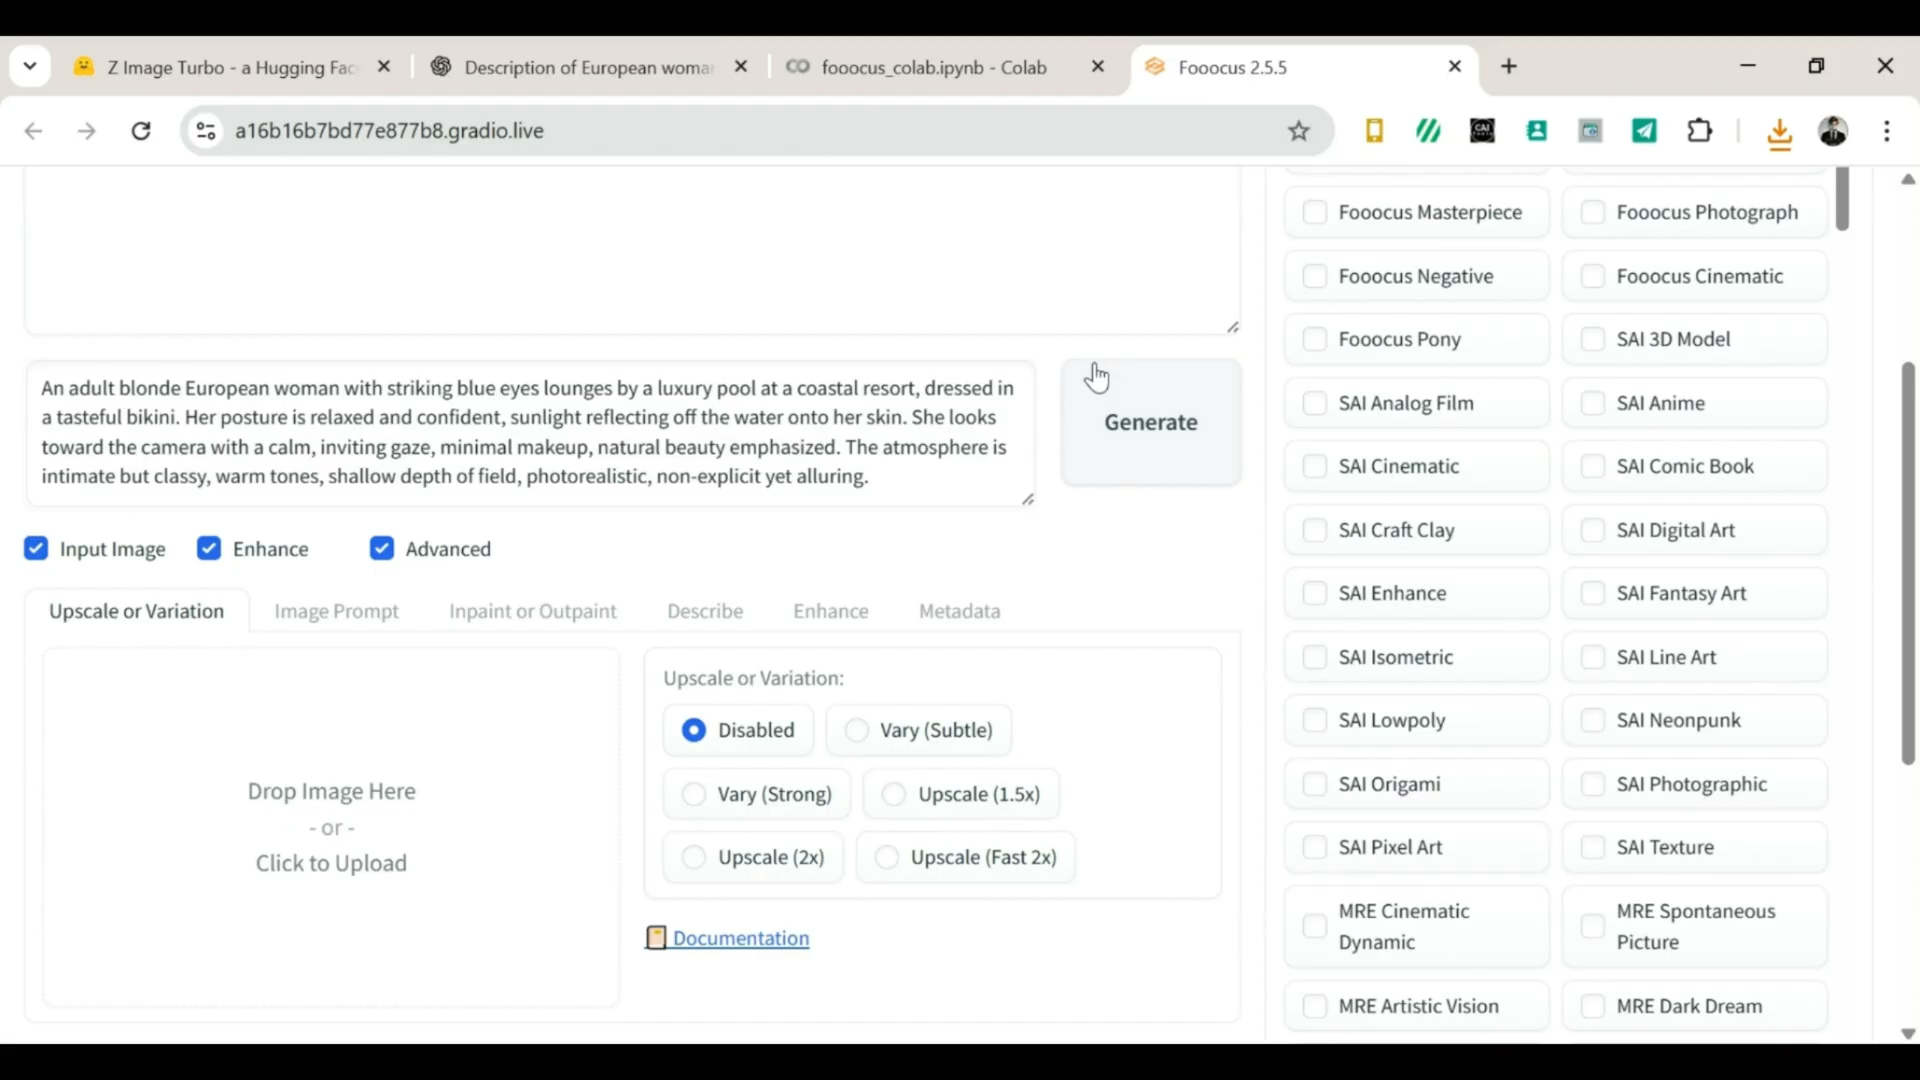 Z Image Turbo - a Hugging Fac
Description of European woma
fooocus_colab.ipynb - Colab
Fooocus 2.5.5
a16b16b7bd77e877b8.gradio.live
CAI
Fooocus Masterpiece
Fooocus Photograph
Fooocus Negative
Fooocus Cinematic
Fooocus Pony
SAI 3D Model
An adult blonde European woman with striking blue eyes lounges by a luxury pool at a coastal resort, dressed in
a tasteful bikini. Her posture is relaxed and confident, sunlight reflecting off the water onto her skin. She looks
toward the camera with a calm, inviting gaze, minimal makeup, natural beauty emphasized. The atmosphere is
intimate but classy, warm tones, shallow depth of field, photorealistic, non-explicit yet alluring.
Generate
SAI Analog Film
SAI Anime
SAI Cinematic
SAI Comic Book
Input Image
Enhance
Advanced
SAI Craft Clay
SAI Digital Art
SAI Enhance
SAI Fantasy Art
Upscale or Variation
Image Prompt
Inpaint or Outpaint
Describe
Enhance
Metadata
SAI Isometric
SAI Line Art
Upscale or Variation:
Disabled
Vary (Subtle)
Vary (Strong)
Upscale (1.5x)
Upscale (2x)
Upscale (Fast 2x)
Drop Image Here
- or -
Click to Upload
Documentation
SAI Lowpoly
SAI Neonpunk
SAI Origami
SAI Photographic
SAI Pixel Art
SAI Texture
MRE Cinematic
Dynamic
MRE Spontaneous
Picture
MRE Artistic Vision
MRE Dark Dream